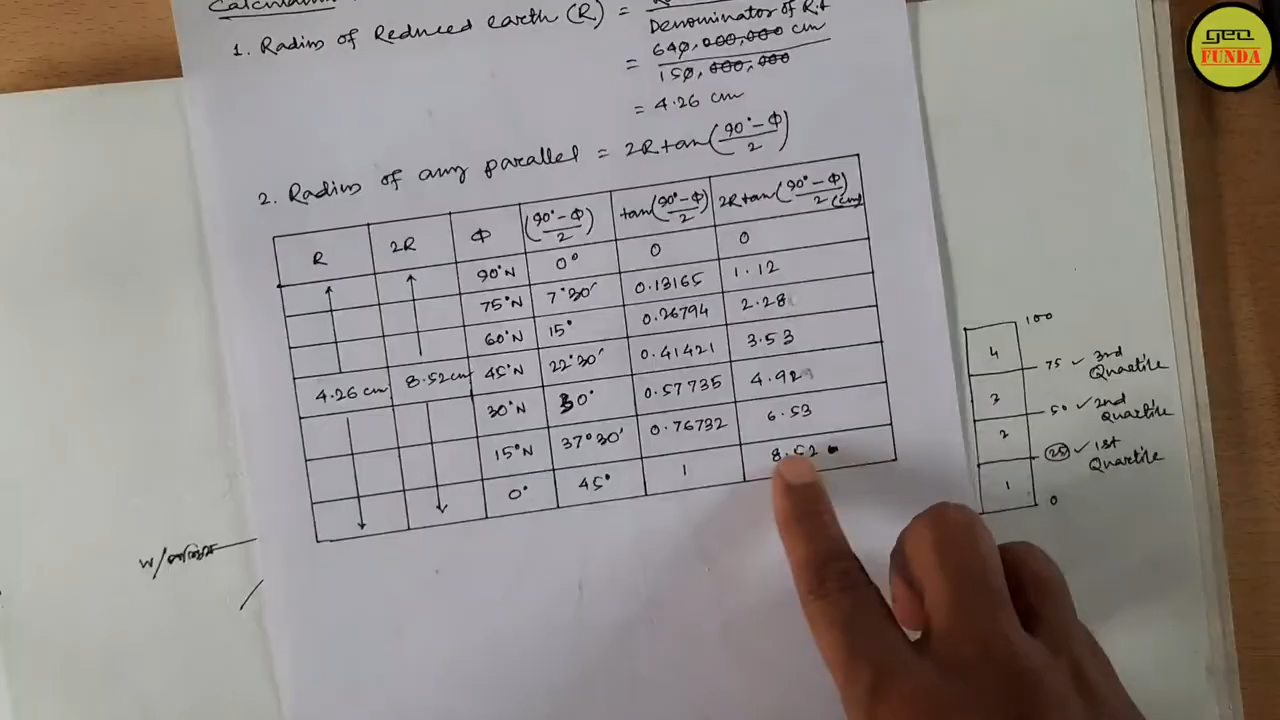 geo
FUNDA
Calculation
1. Radius of Reduced earth (R) =
Denominator of R.f
= 640,000,000 cm
150,000,000
= 4.26 cm
2. Radius of any parallel = 2R tan (90° - Φ / 2)
R 2R Φ (90° - Φ / 2) tan (90° - Φ / 2) 2R tan (90° - Φ / 2) (cm)
90°N 0° 0 0
75°N 7°30' 0.13165 1.12
60°N 15° 0.26794 2.28
4.26 cm 8.52 cm 45°N 22°30' 0.41421 3.53
30°N 30° 0.57735 4.92
15°N 37°30' 0.76732 6.53
0° 45° 1 8.52
100
4
75 ✓ 3rd Quartile
3
50 ✓ 2nd Quartile
2
25 ✓ 1st Quartile
1
0